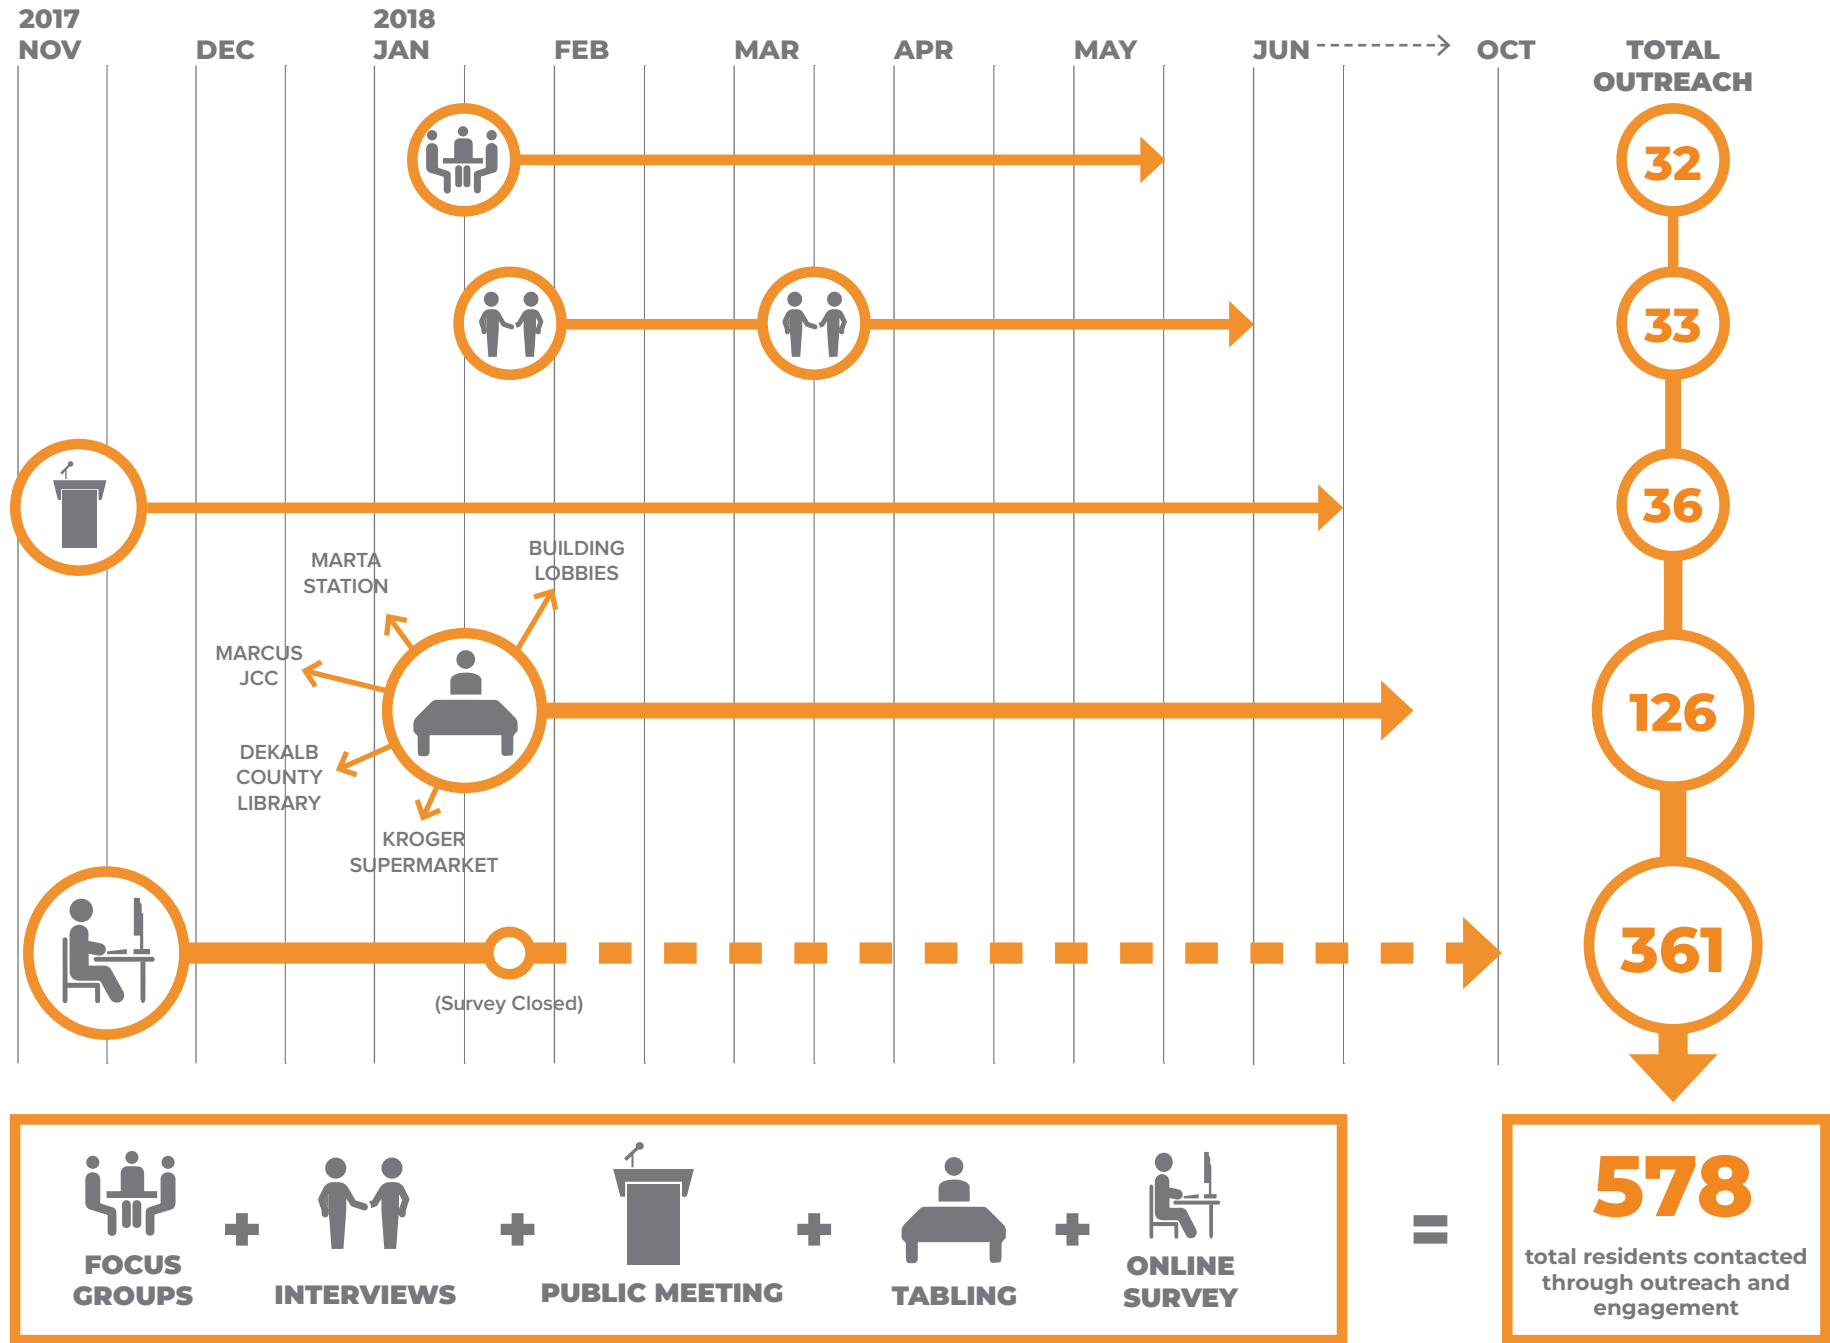 2017
NOV
DEC
2018
JAN
FEB
MAR
APR
MAY
JUN
OCT
TOTAL
OUTREACH
32
33
36
MARTA
STATION
BUILDING
LOBBIES
MARCUS
JCC
DEKALB
COUNTY
LIBRARY
KROGER
SUPERMARKET
126
(Survey Closed)
361
FOCUS
GROUPS
+
INTERVIEWS
+
PUBLIC MEETING
+
TABLING
+
ONLINE
SURVEY
=
578
total residents contacted
through outreach and
engagement